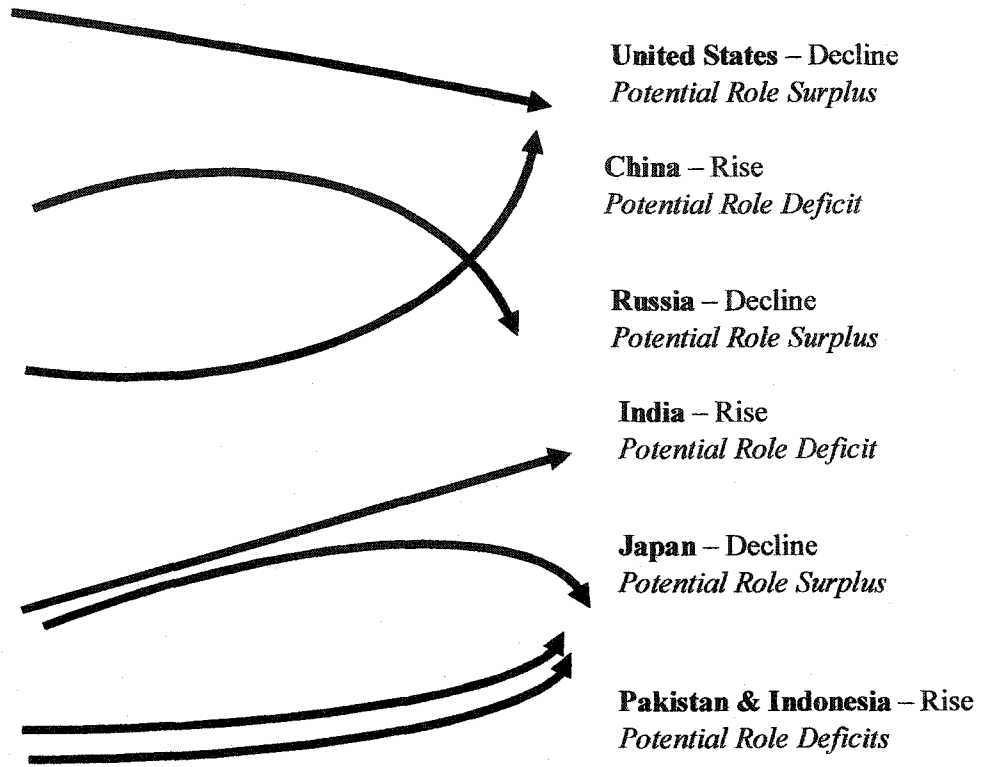 United States – Decline
Potential Role Surplus
China – Rise
Potential Role Deficit
Russia – Decline
Potential Role Surplus
India – Rise
Potential Role Deficit
Japan – Decline
Potential Role Surplus
Pakistan & Indonesia – Rise
Potential Role Deficits